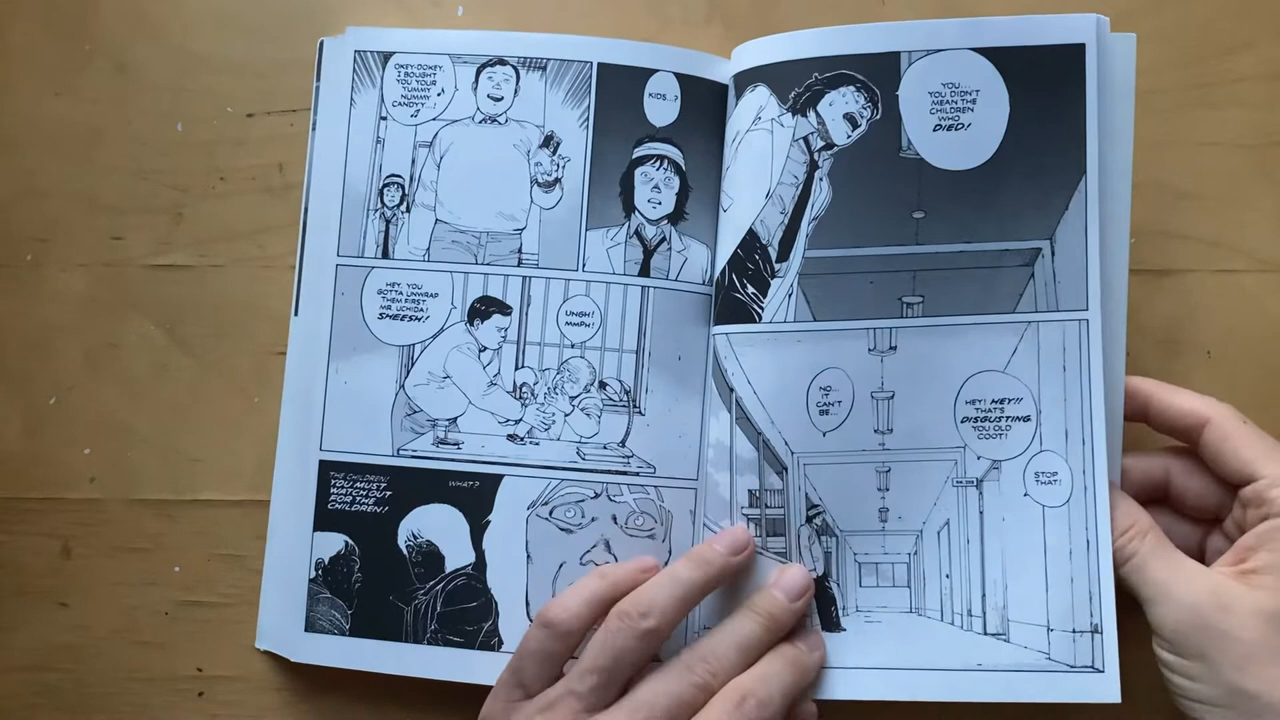 OKEY-DOKEY,
I BOUGHT
YOU YOUR
YUMMY
NUMMY
CANDYY...!
KIDS...?
HEY, YOU
GOTTA UNWRAP
THEM FIRST,
MR. UCHIDA!
SHEESH!
UNGH!
MMPH!
THE CHILDREN!
YOU MUST
WATCH OUT
FOR THE
CHILDREN!
WHAT?
YOU...
YOU DIDN'T
MEAN THE
CHILDREN
WHO
DIED!
NO...
IT
CAN'T
BE...
HEY! HEY!!
THAT'S
DISGUSTING,
YOU OLD
COOT!
STOP
THAT!